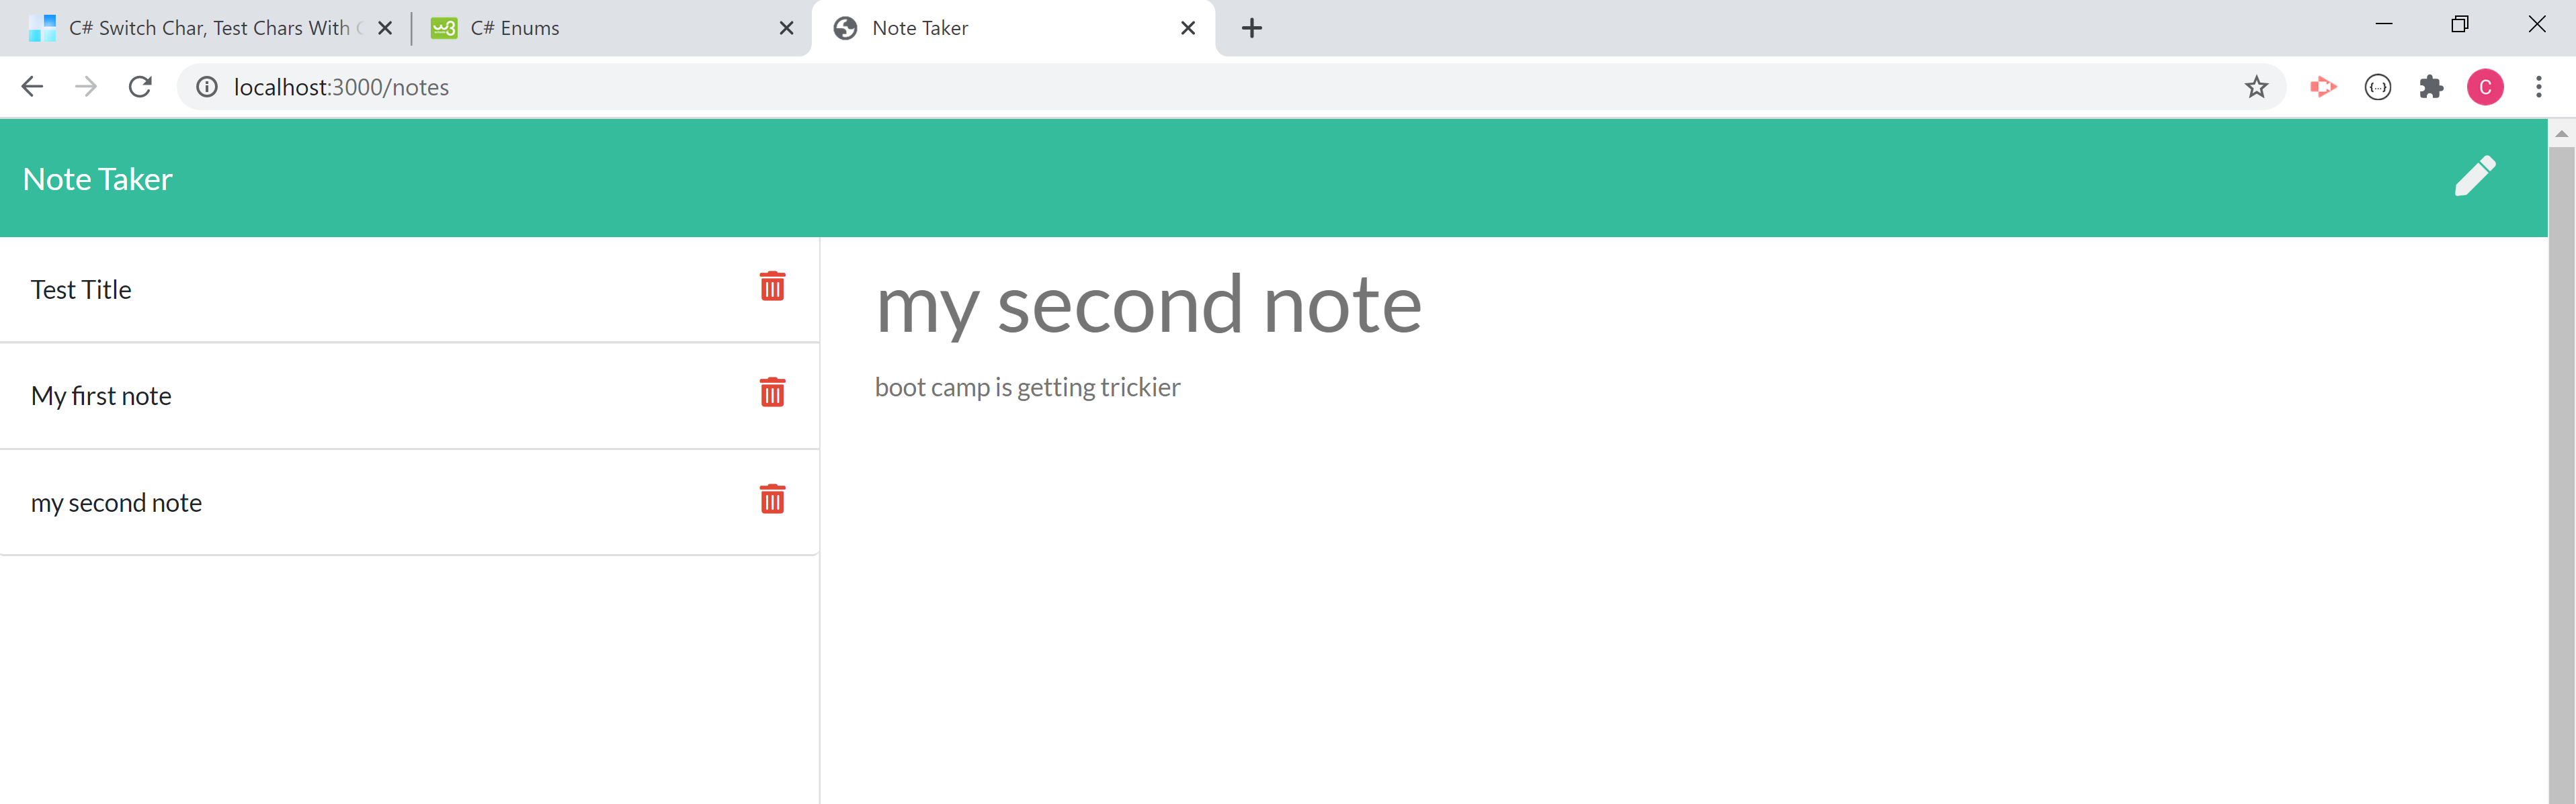 C# Switch Char, Test Chars With
C# Enums
Note Taker
localhost:3000/notes
C
Note Taker
Test Title
My first note
my second note
my second note
boot camp is getting trickier